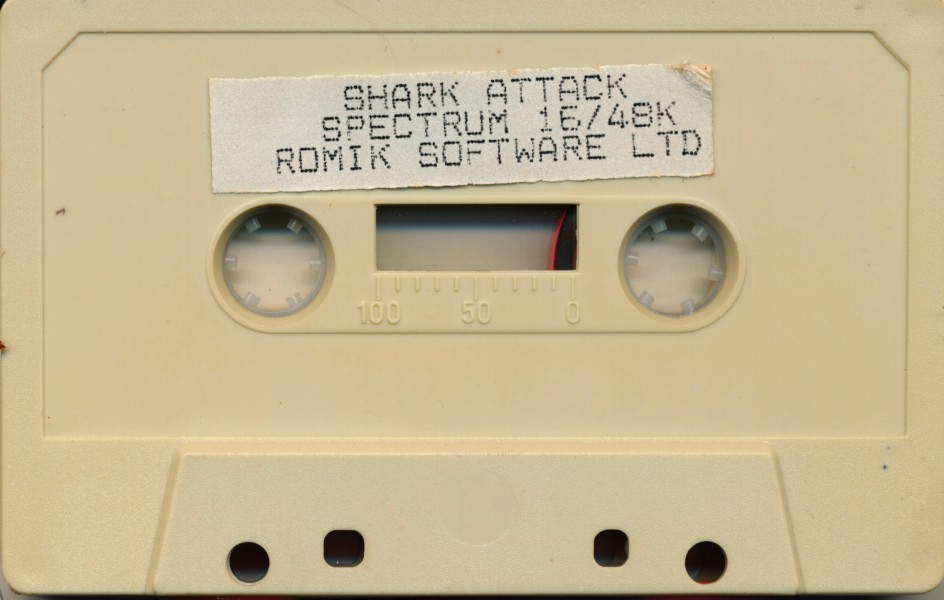 SHARK ATTACK
SPECTRUM 16/48K
ROMIK SOFTWARE LTD
100 50 0